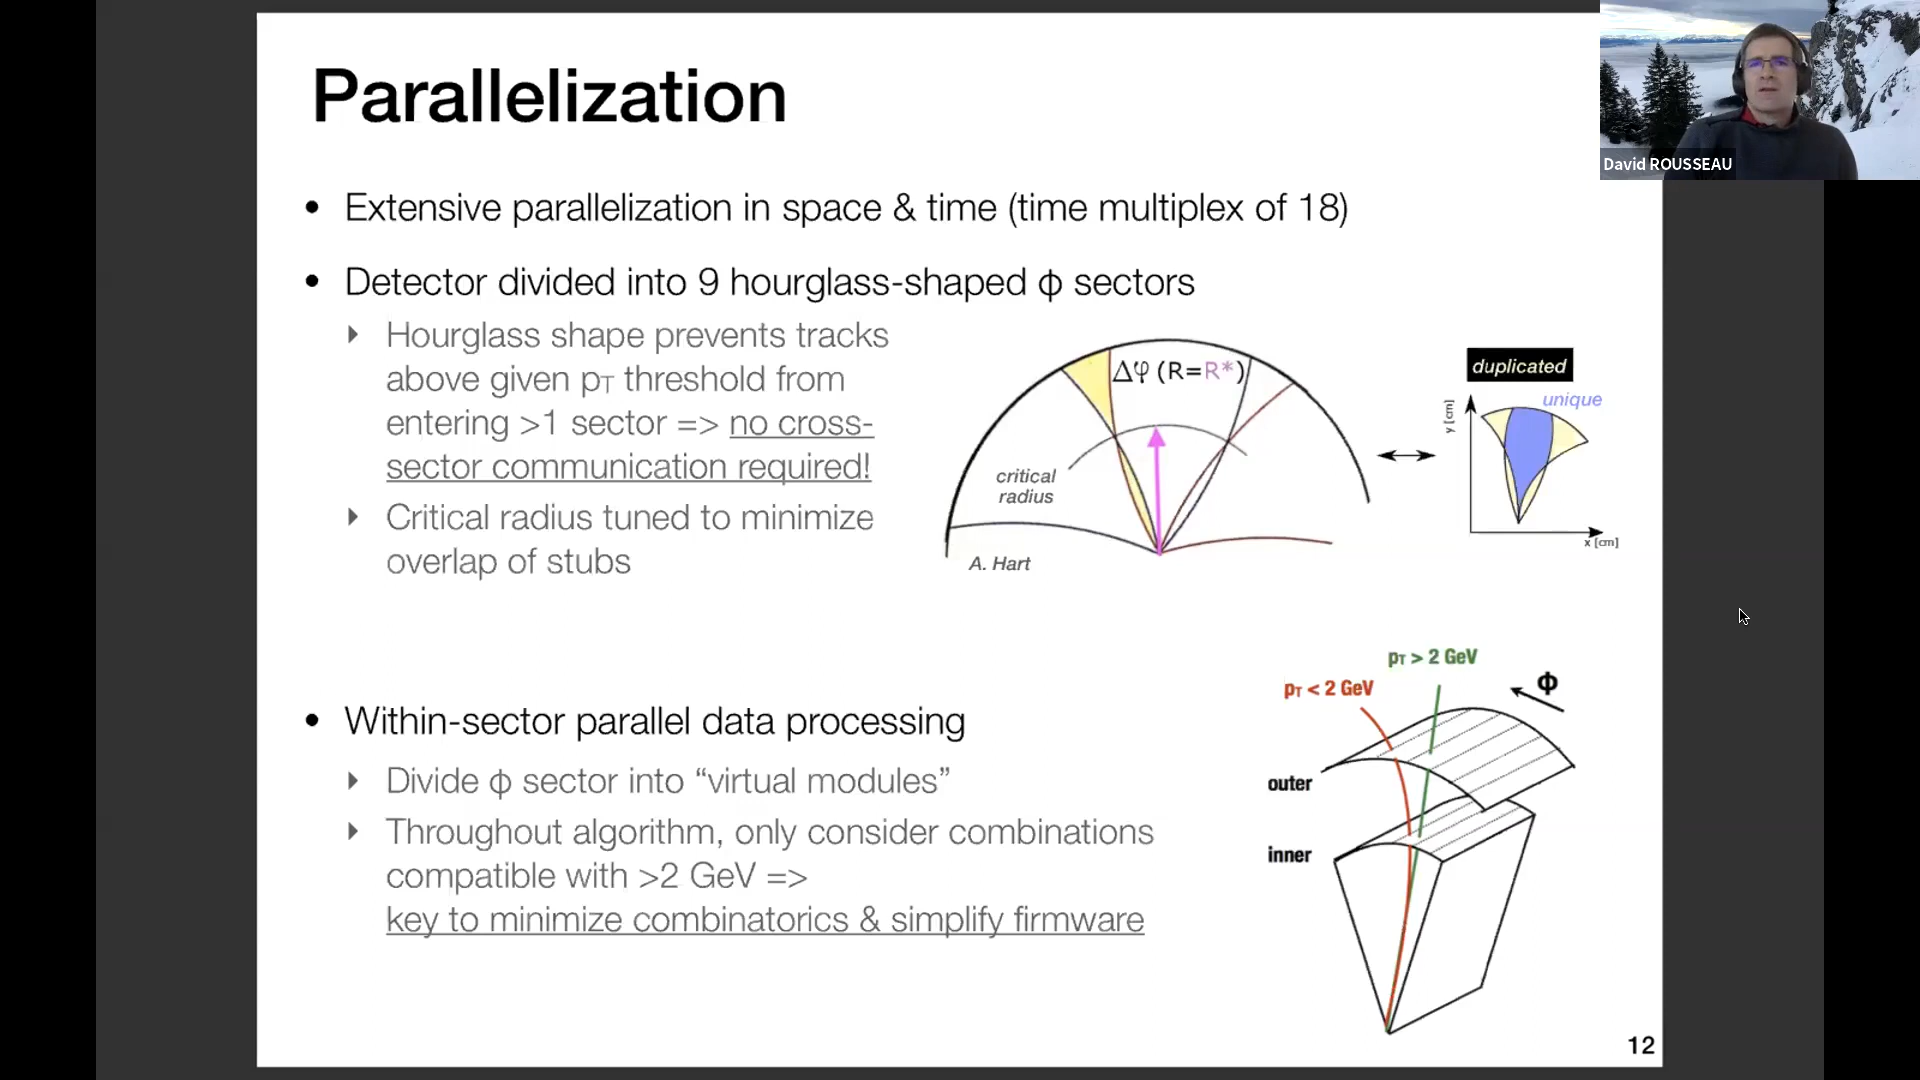 Parallelization
David ROUSSEAU
• Extensive parallelization in space & time (time multiplex of 18)
• Detector divided into 9 hourglass-shaped ϕ sectors
‣ Hourglass shape prevents tracks
above given pT threshold from
entering >1 sector => no cross-
sector communication required!
‣ Critical radius tuned to minimize
overlap of stubs
Δφ (R=R*)
critical
radius
A. Hart
duplicated
unique
y [cm]
x [cm]
• Within-sector parallel data processing
‣ Divide ϕ sector into “virtual modules”
‣ Throughout algorithm, only consider combinations
compatible with >2 GeV =>
key to minimize combinatorics & simplify firmware
pT > 2 GeV
pT < 2 GeV
Φ
outer
inner
12